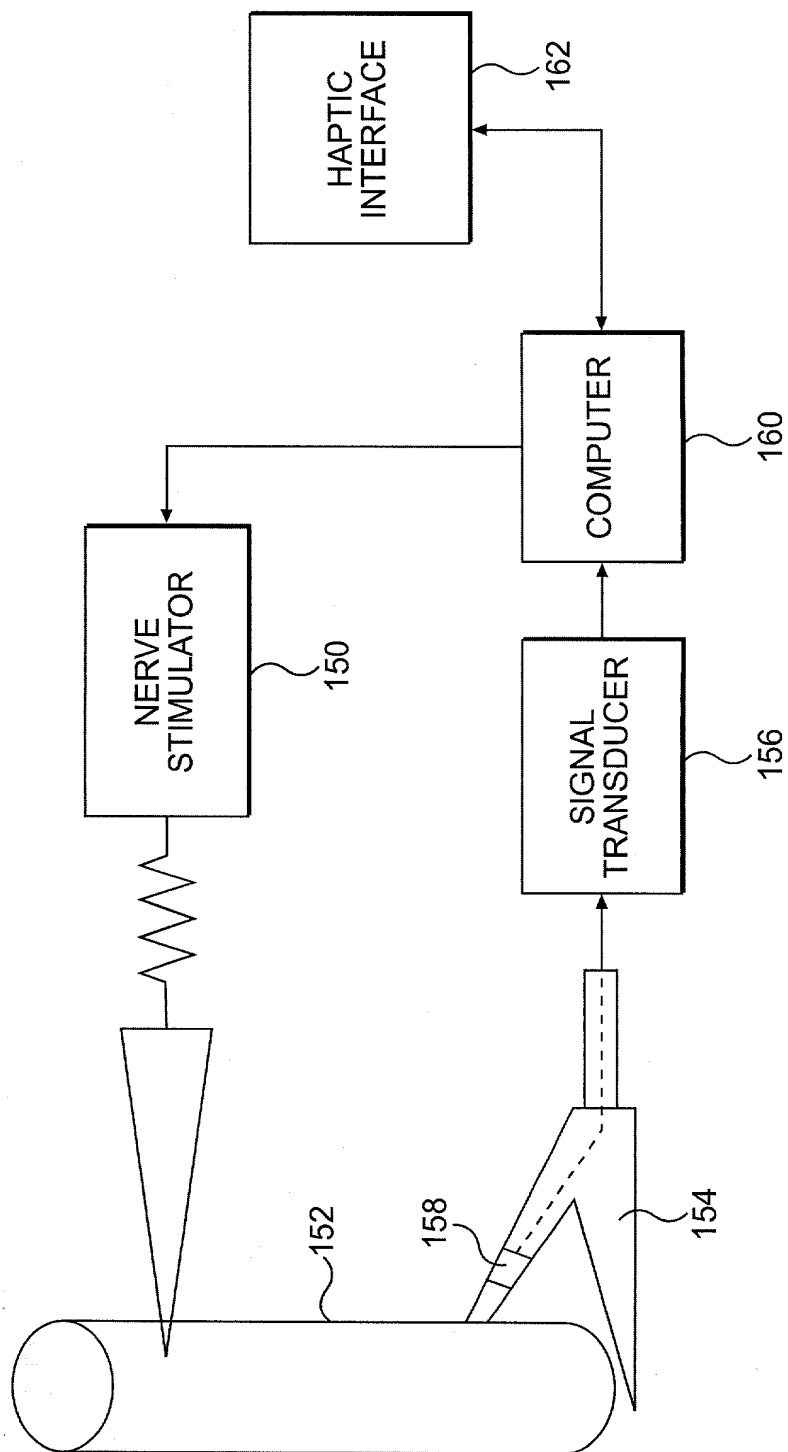 HAPTIC
INTERFACE
162
NERVE
STIMULATOR
150
COMPUTER
160
SIGNAL
TRANSDUCER
156
152
158
154